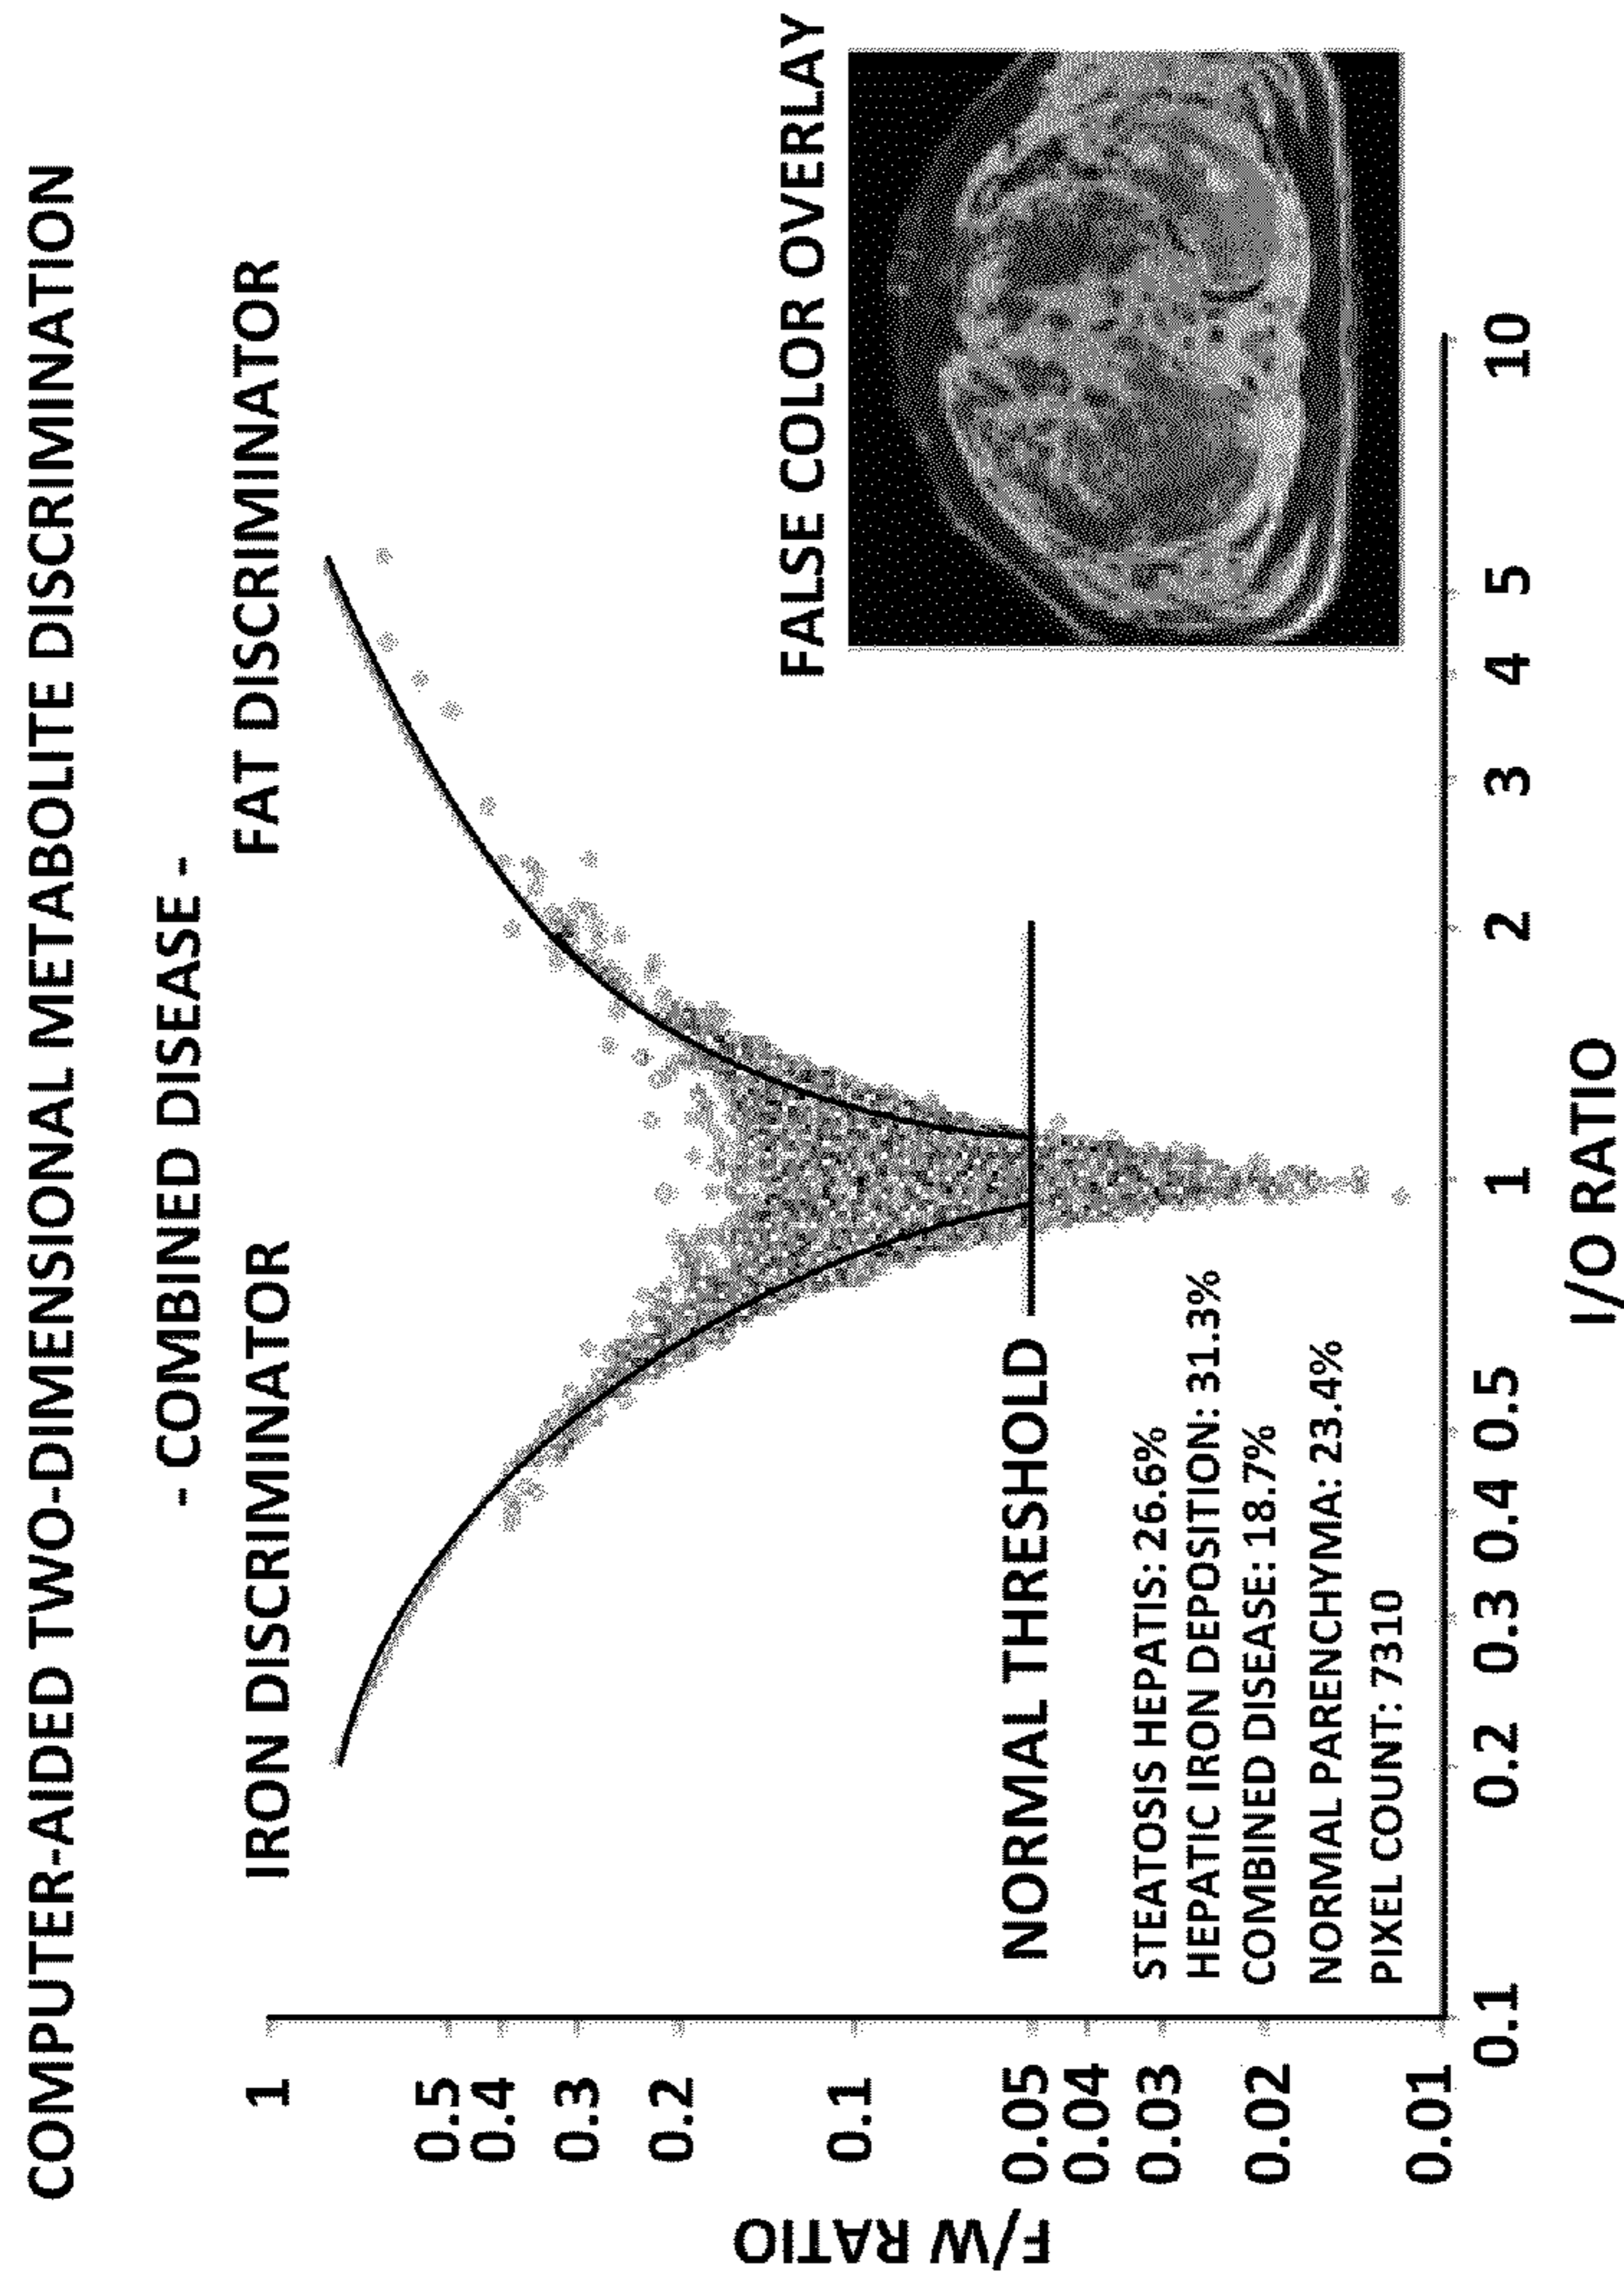 COMPUTER-AIDED TWO-DIMENSIONAL METABOLITE DISCRIMINATION
- COMBINED DISEASE -
IRON DISCRIMINATOR
FAT DISCRIMINATOR
FALSE COLOR OVERLAY
F/W RATIO
1
0.5
0.4
0.3
0.2
0.1
0.05
0.04
0.03
0.02
0.01
NORMAL THRESHOLD
STEATOSIS HEPATIS: 26.6%
HEPATIC IRON DEPOSITION: 31.3%
COMBINED DISEASE: 18.7%
NORMAL PARENCHYMA: 23.4%
PIXEL COUNT: 7310
0.1 0.2 0.3 0.4 0.5 1 2 3 4 5 10
I/O RATIO